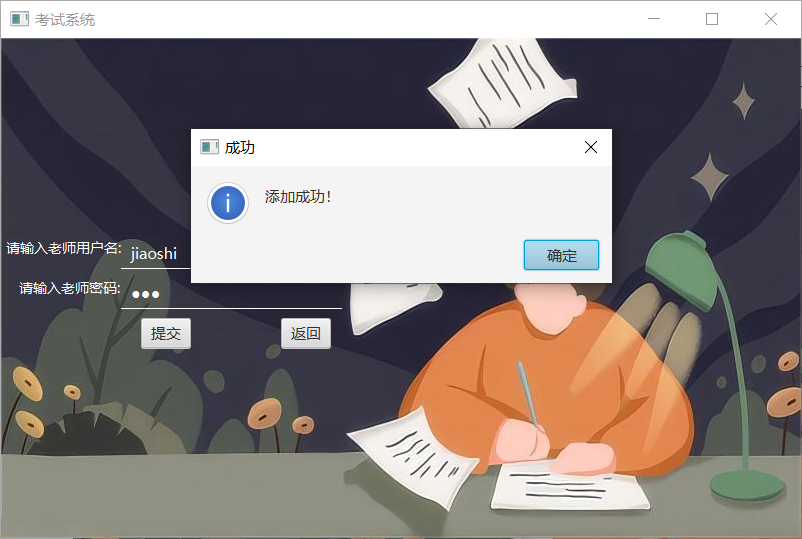 考试系统
成功
添加成功!
确定
请输入老师用户名: jiaoshi
请输入老师密码: •••
提交
返回